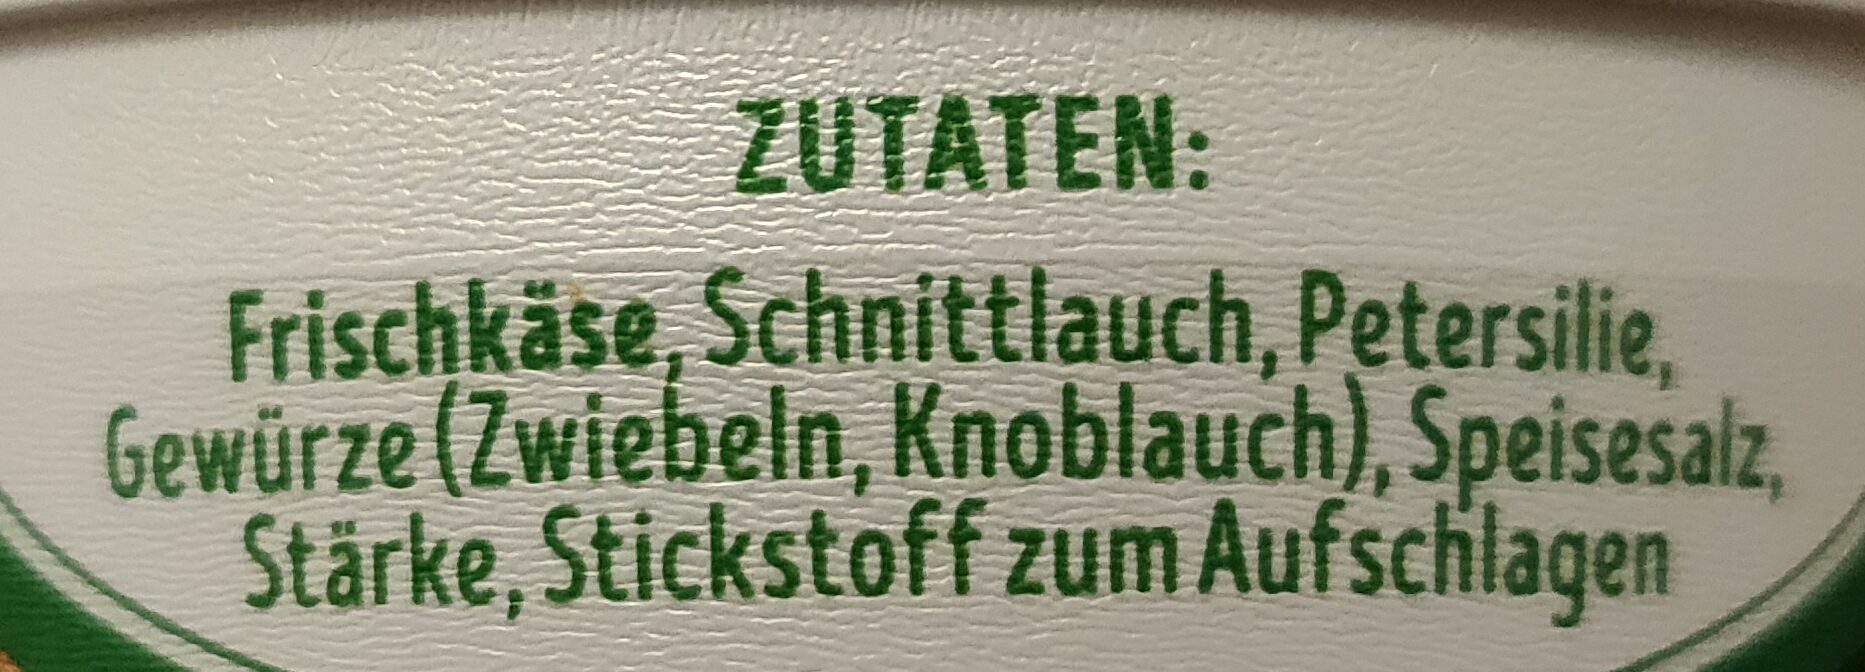 ZUTATEN:
Frischkäse, Schnittlauch, Petersilie,
Gewürze (Zwiebeln, Knoblauch), Speisesalz,
Stärke, Stickstoff zum Aufschlagen